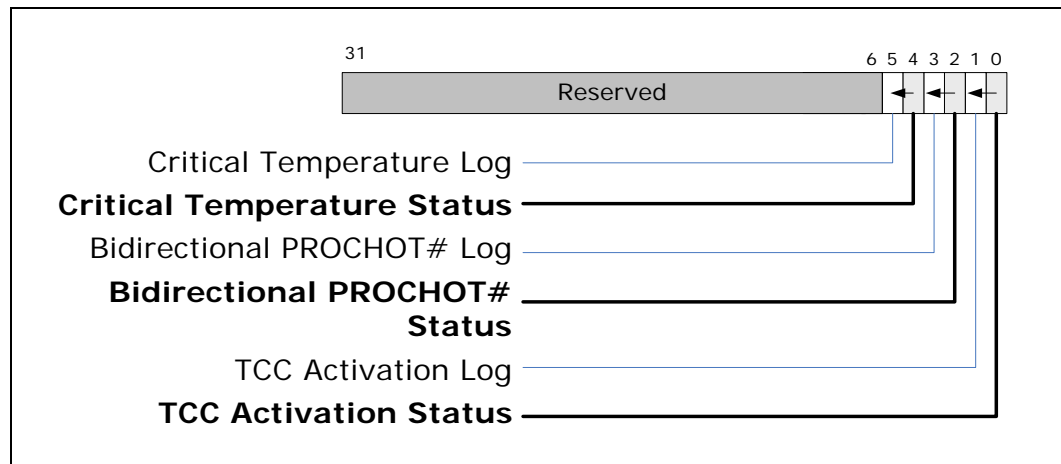 31
6 5 4 3 2 1 0
Reserved
Critical Temperature Log
Critical Temperature Status
Bidirectional PROCHOT# Log
Bidirectional PROCHOT#
Status
TCC Activation Log
TCC Activation Status